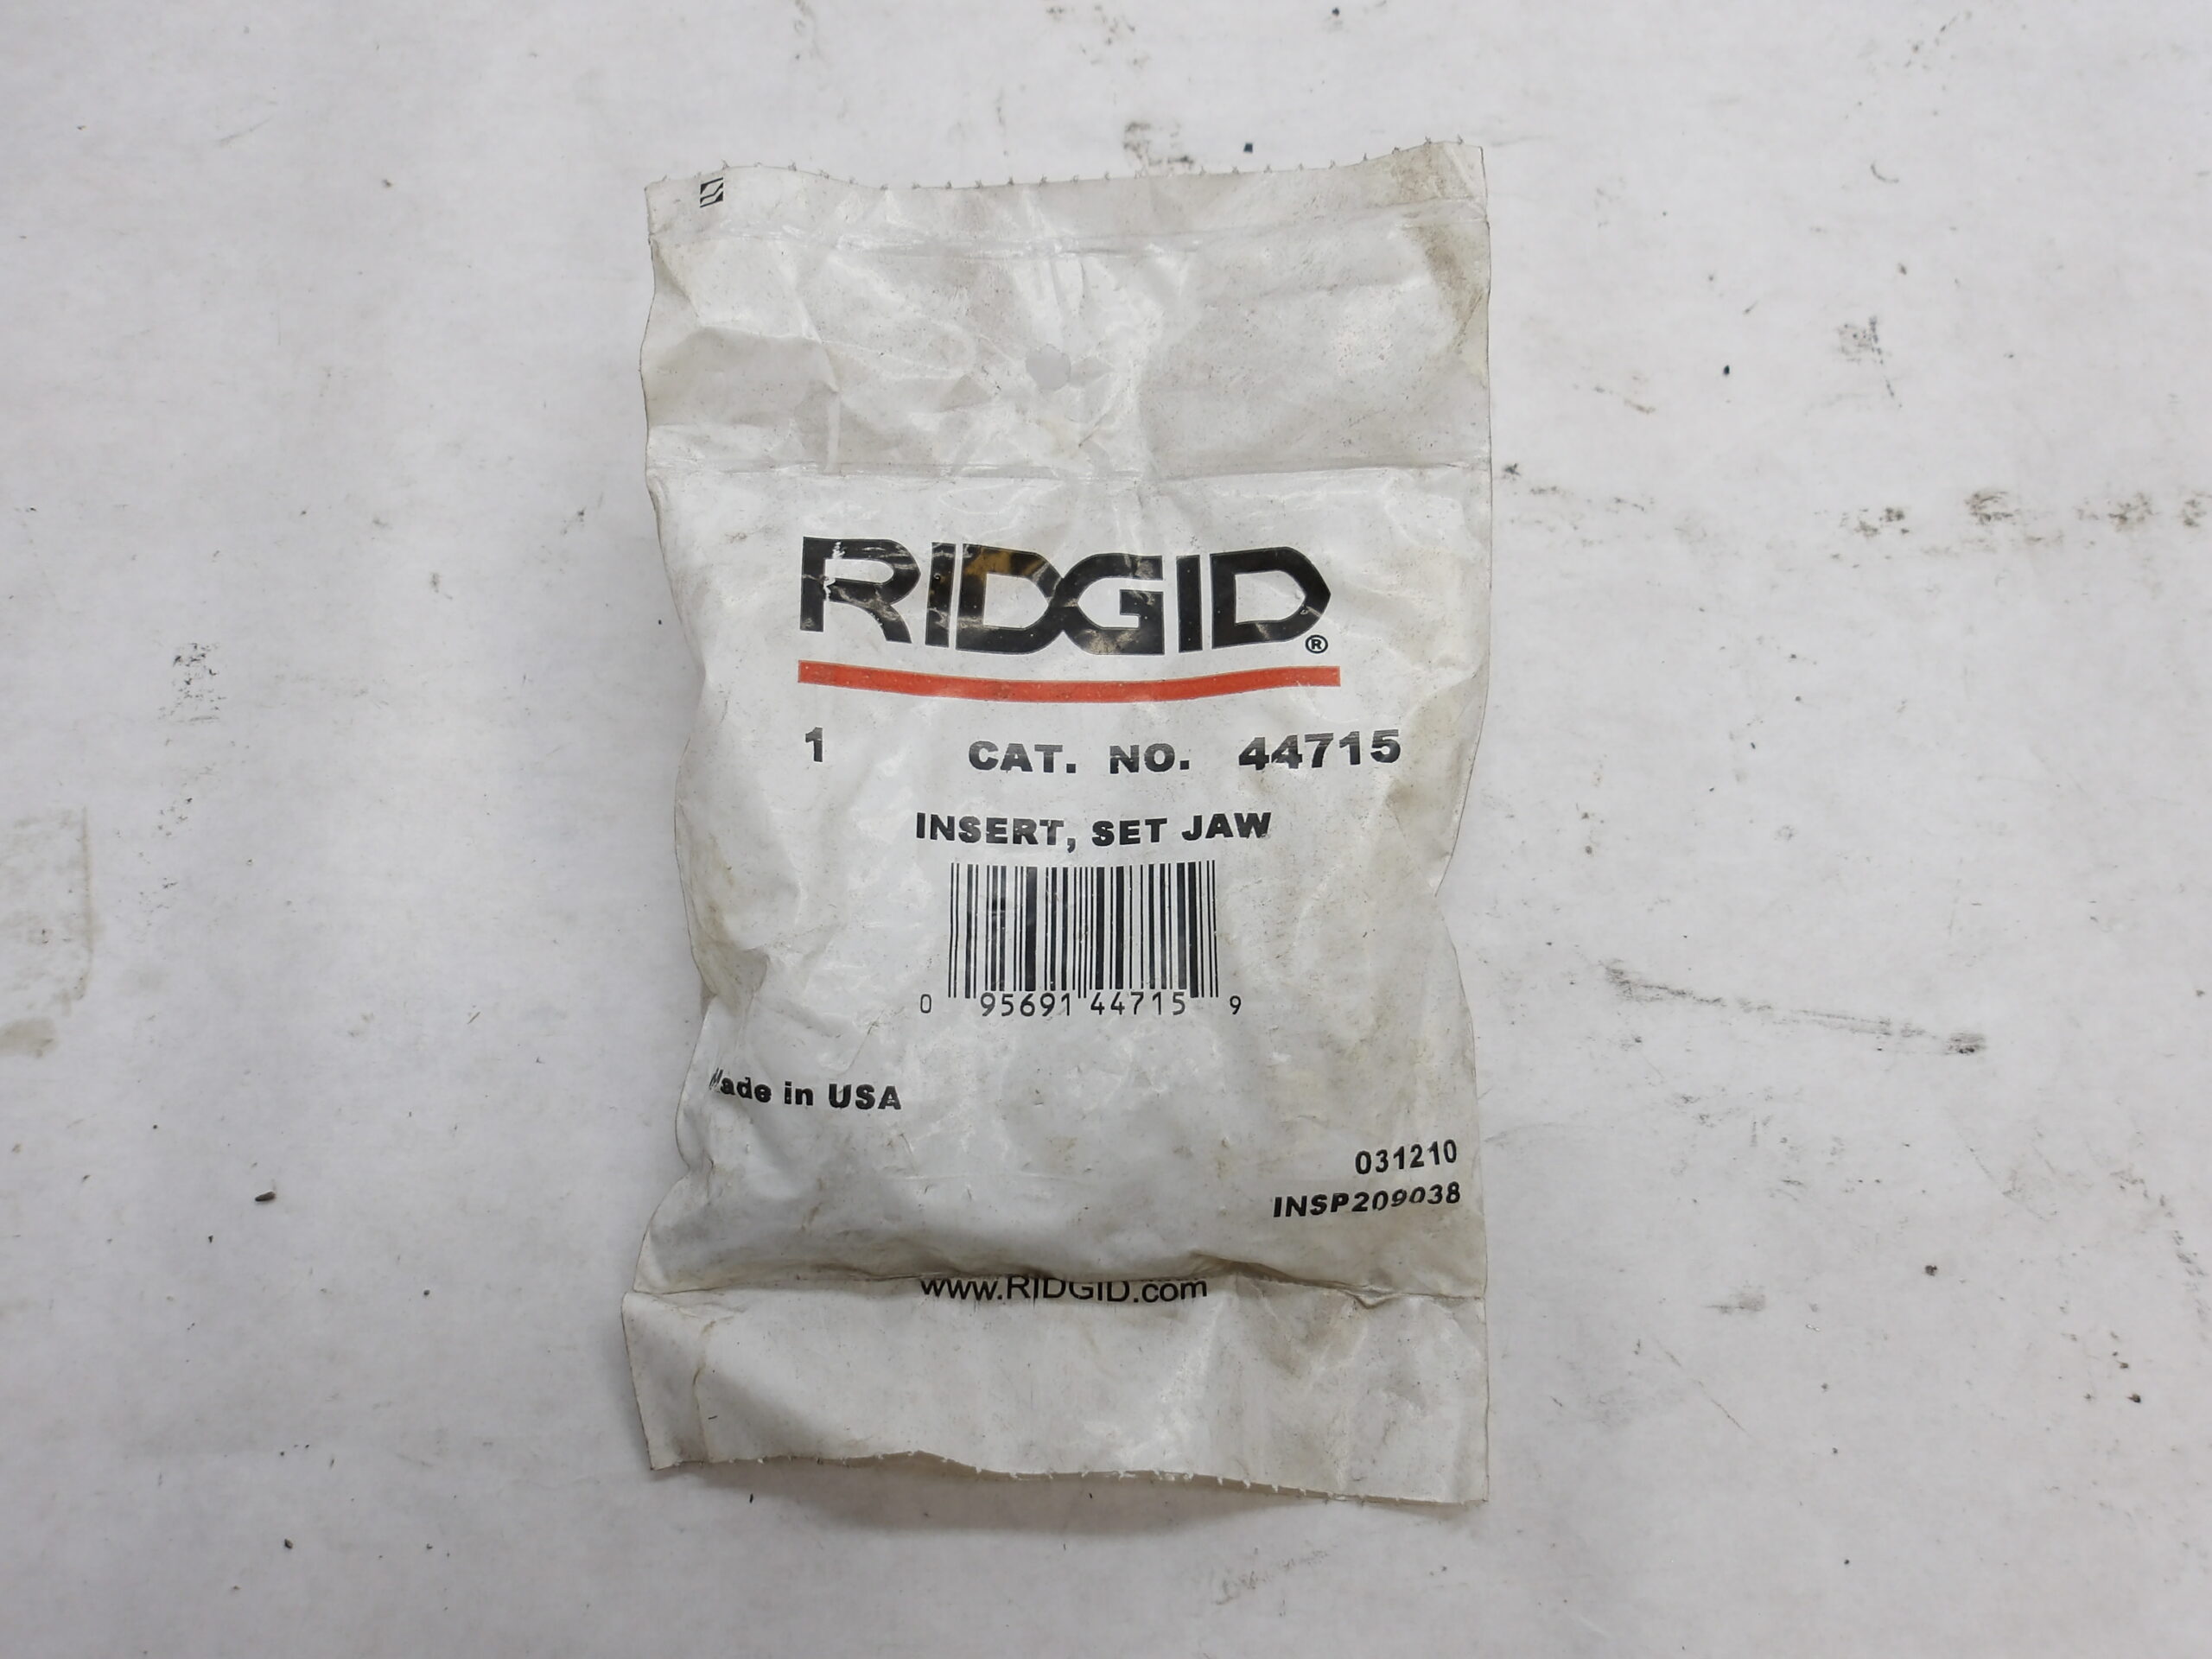 RIDGID®
1 CAT. NO. 44715
INSERT, SET JAW
0 95691 44715 9
Made in USA
031210
INSP209038
www.RIDGID.com